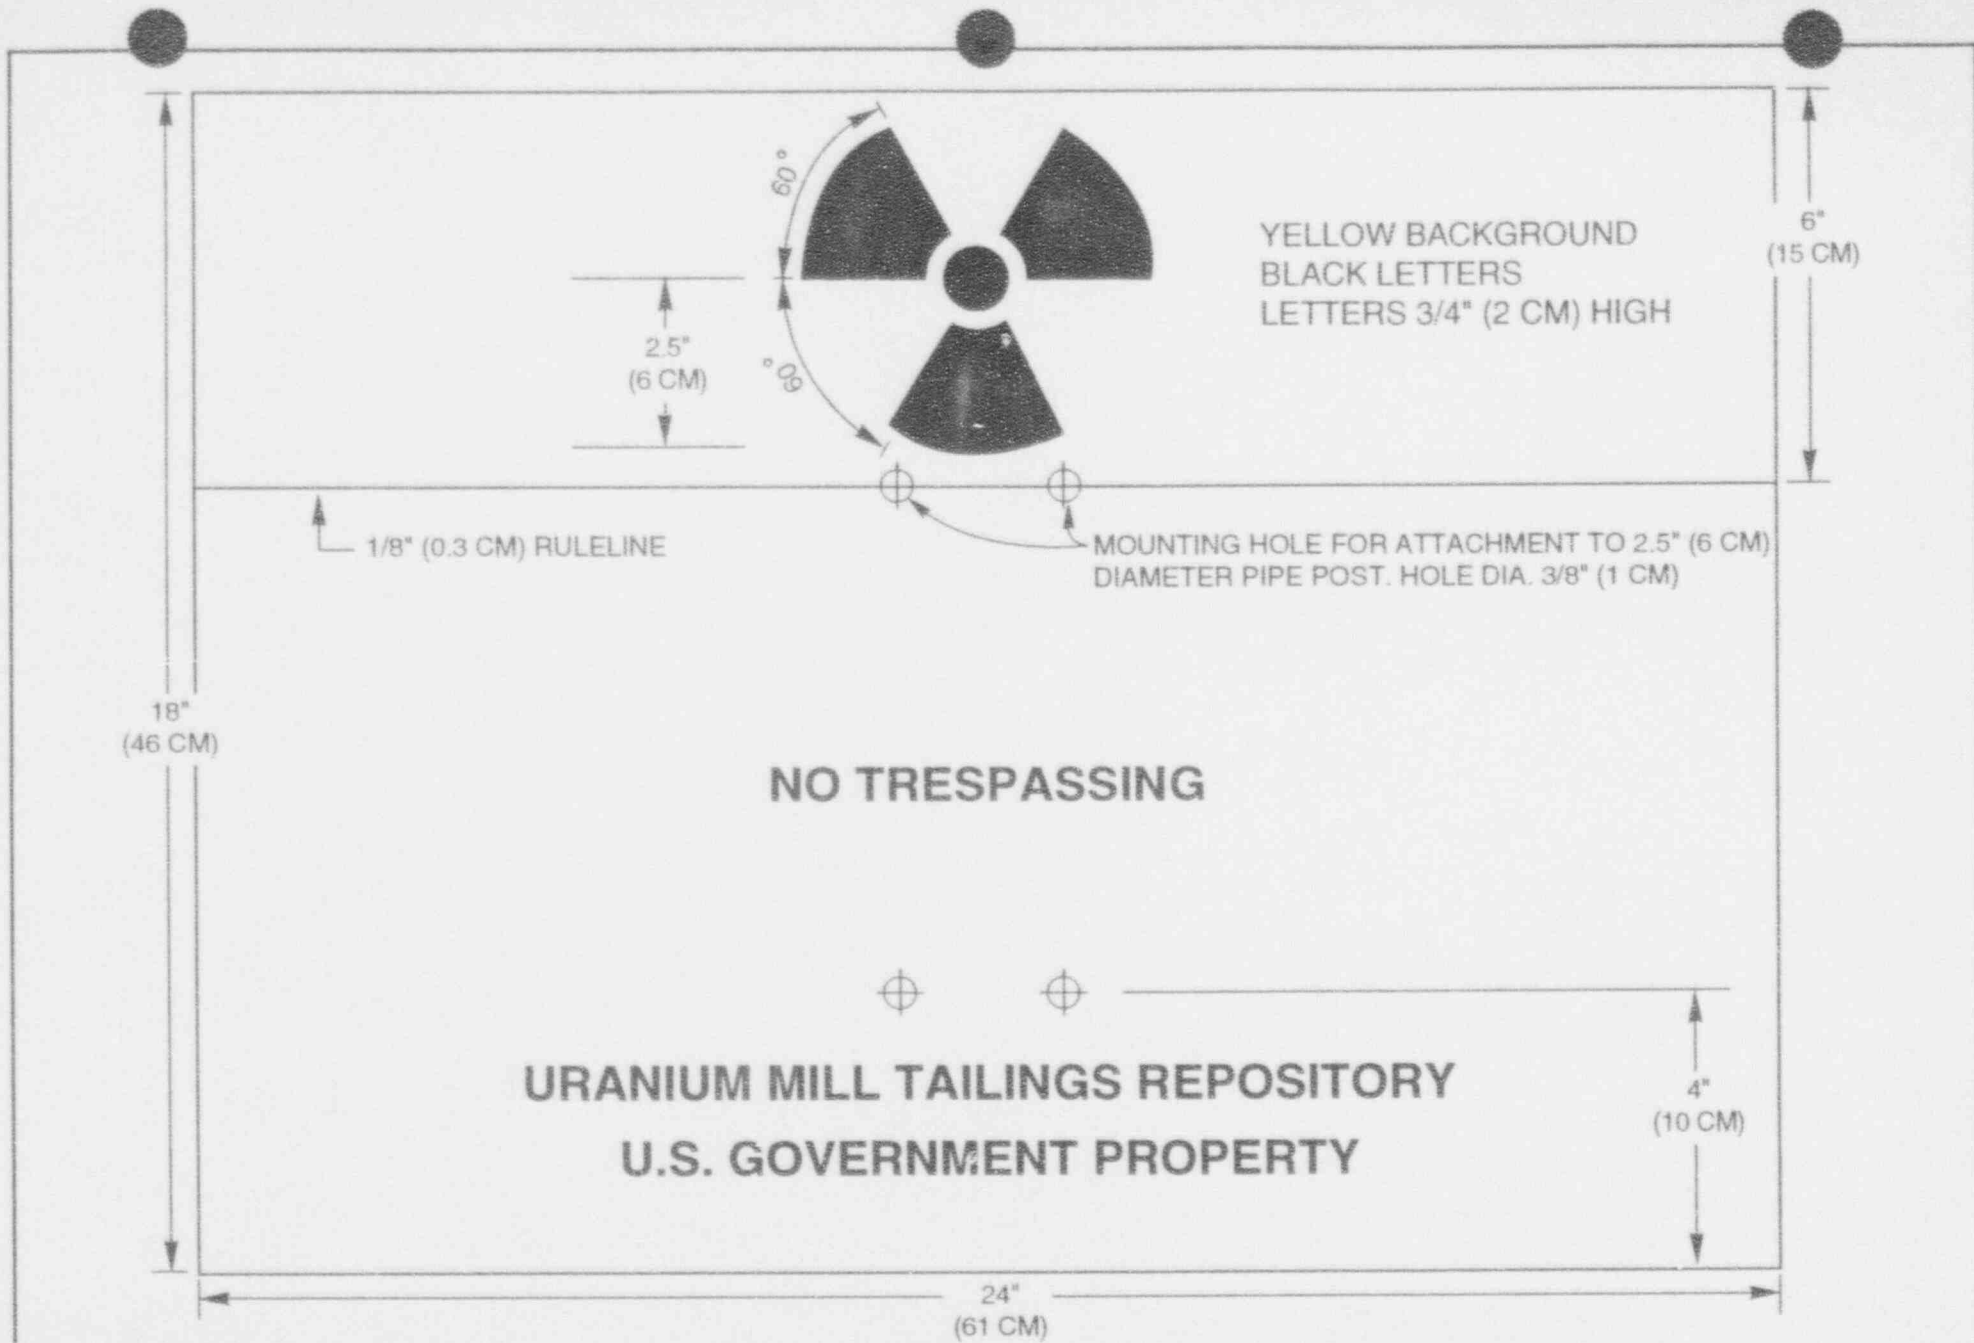 60°
YELLOW BACKGROUND
BLACK LETTERS
LETTERS 3/4" (2 CM) HIGH
6"
(15 CM)
2.5"
(6 CM)
60°
1/8" (0.3 CM) RULELINE
MOUNTING HOLE FOR ATTACHMENT TO 2.5" (6 CM)
DIAMETER PIPE POST. HOLE DIA. 3/8" (1 CM)
18"
(46 CM)
NO TRESPASSING
URANIUM MILL TAILINGS REPOSITORY
U.S. GOVERNMENT PROPERTY
4"
(10 CM)
24"
(61 CM)